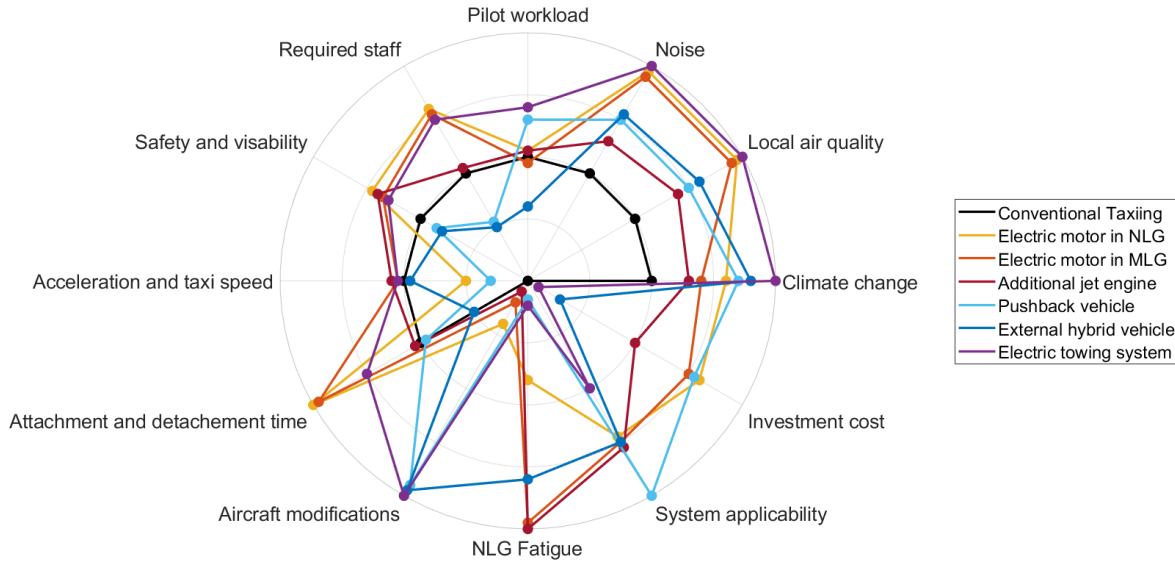 Pilot workload
Required staff
Noise
Safety and visability
Local air quality
Acceleration and taxi speed
Climate change
Attachment and detachement time
Investment cost
Aircraft modifications
System applicability
NLG Fatigue
Conventional Taxiing
Electric motor in NLG
Electric motor in MLG
Additional jet engine
Pushback vehicle
External hybrid vehicle
Electric towing system